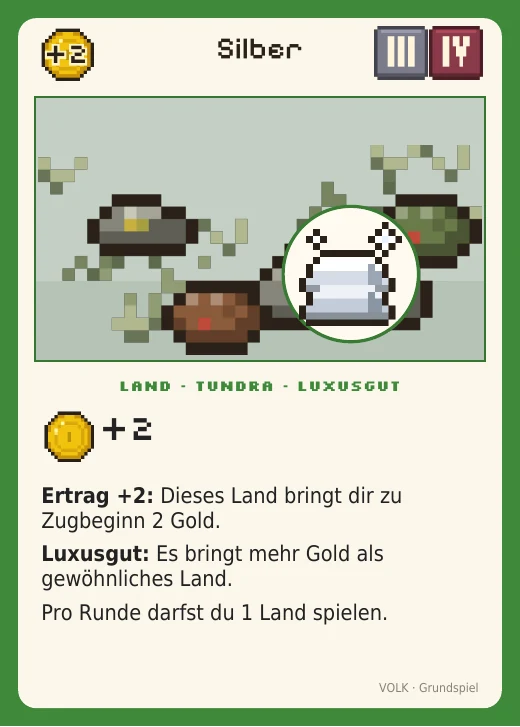 +2
Silber
III IV
LAND · TUNDRA · LUXUSGUT
+2
Ertrag +2: Dieses Land bringt dir zu
Zugbeginn 2 Gold.
Luxusgut: Es bringt mehr Gold als
gewöhnliches Land.
Pro Runde darfst du 1 Land spielen.
VOLK · Grundspiel